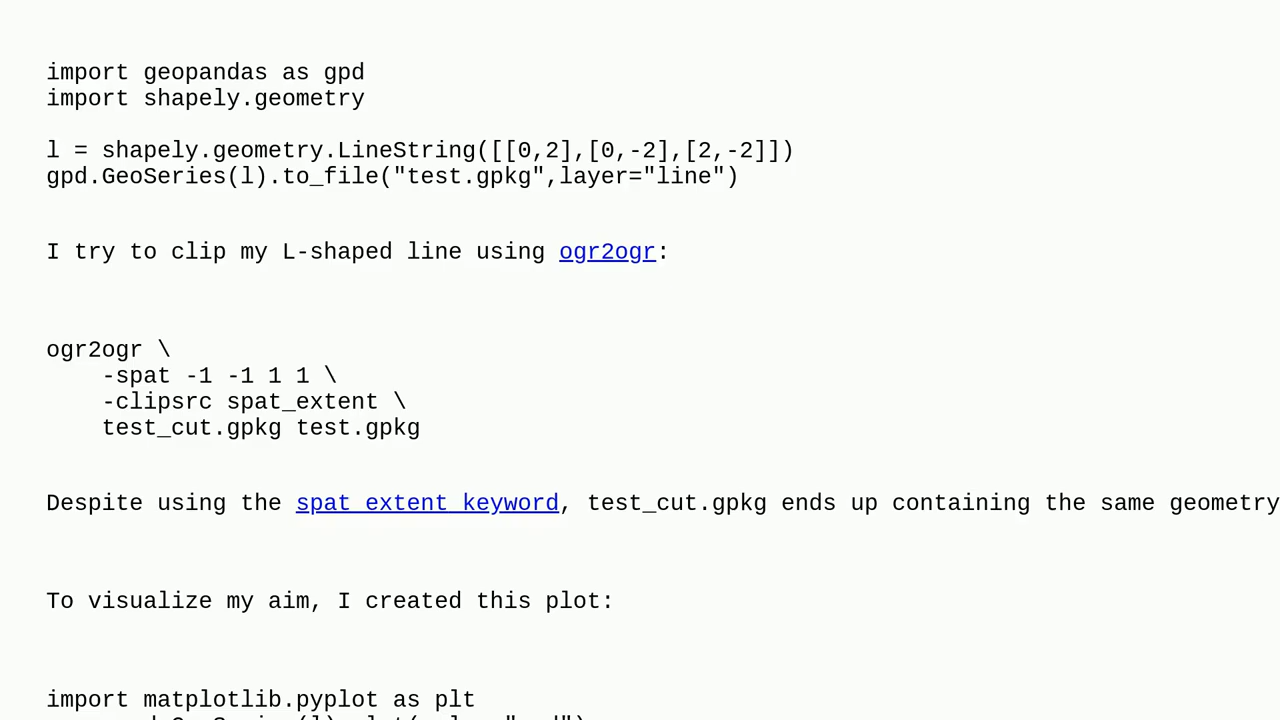 import geopandas as gpd
import shapely.geometry
l = shapely.geometry.LineString([[0,2],[0,-2],[2,-2]])
gpd.GeoSeries(l).to_file("test.gpkg",layer="line")
I try to clip my L-shaped line using ogr2ogr:
ogr2ogr \
    -spat -1 -1 1 1 \
    -clipsrc spat_extent \
    test_cut.gpkg test.gpkg
Despite using the spat_extent keyword, test_cut.gpkg ends up containing the same geometry
To visualize my aim, I created this plot:
import matplotlib.pyplot as plt